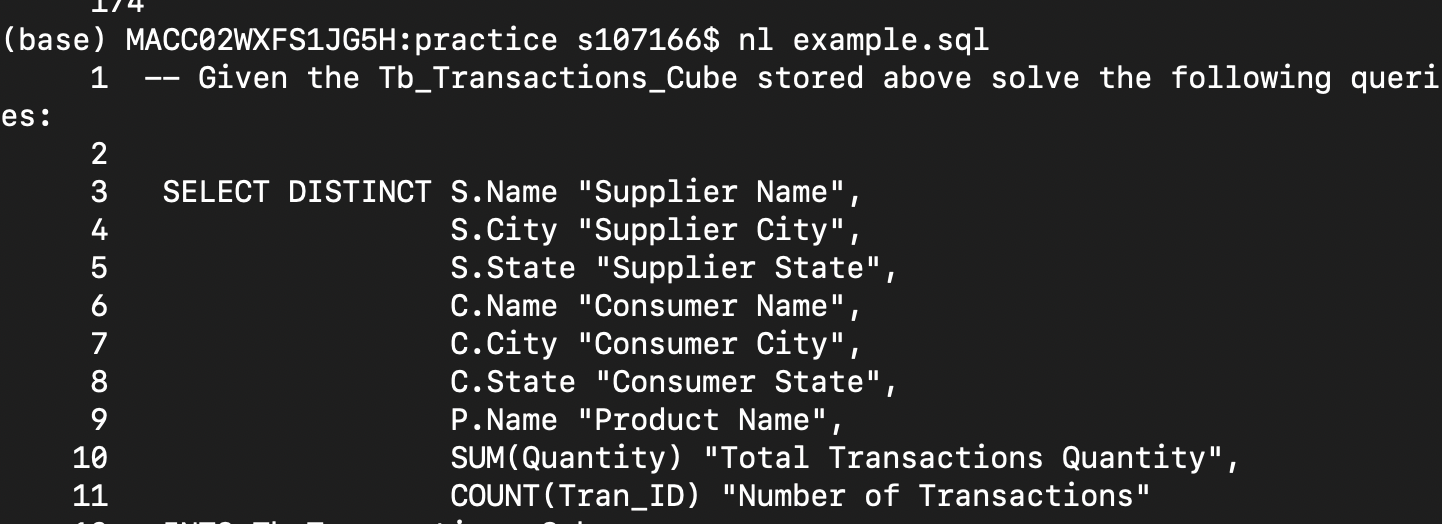 174
(base) MACC02WXFS1JG5H:practice s107166$ nl example.sql
1 -- Given the Tb_Transactions_Cube stored above solve the following queri
es:
2
3 SELECT DISTINCT S.Name "Supplier Name",
4 S.City "Supplier City",
5 S.State "Supplier State",
6 C.Name "Consumer Name",
7 C.City "Consumer City",
8 C.State "Consumer State",
9 P.Name "Product Name",
10 SUM(Quantity) "Total Transactions Quantity",
11 COUNT(Tran_ID) "Number of Transactions"